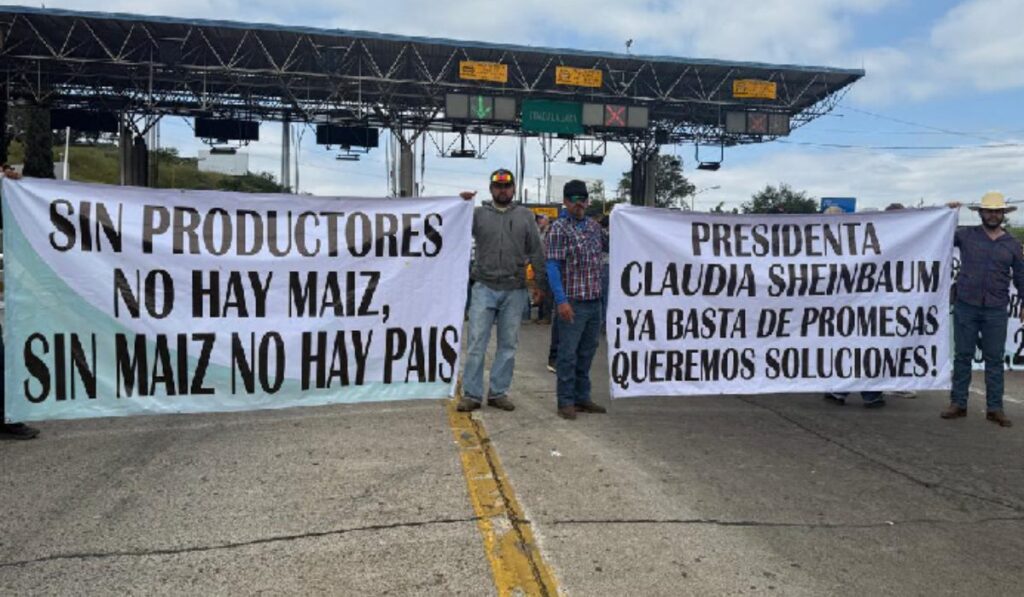 SIN PRODUCTORES
NO HAY MAIZ,
SIN MAIZ NO HAY PAIS
PRESIDENTA
CLAUDIA SHEINBAUM
¡YA BASTA DE PROMESAS
QUEREMOS SOLUCIONES!